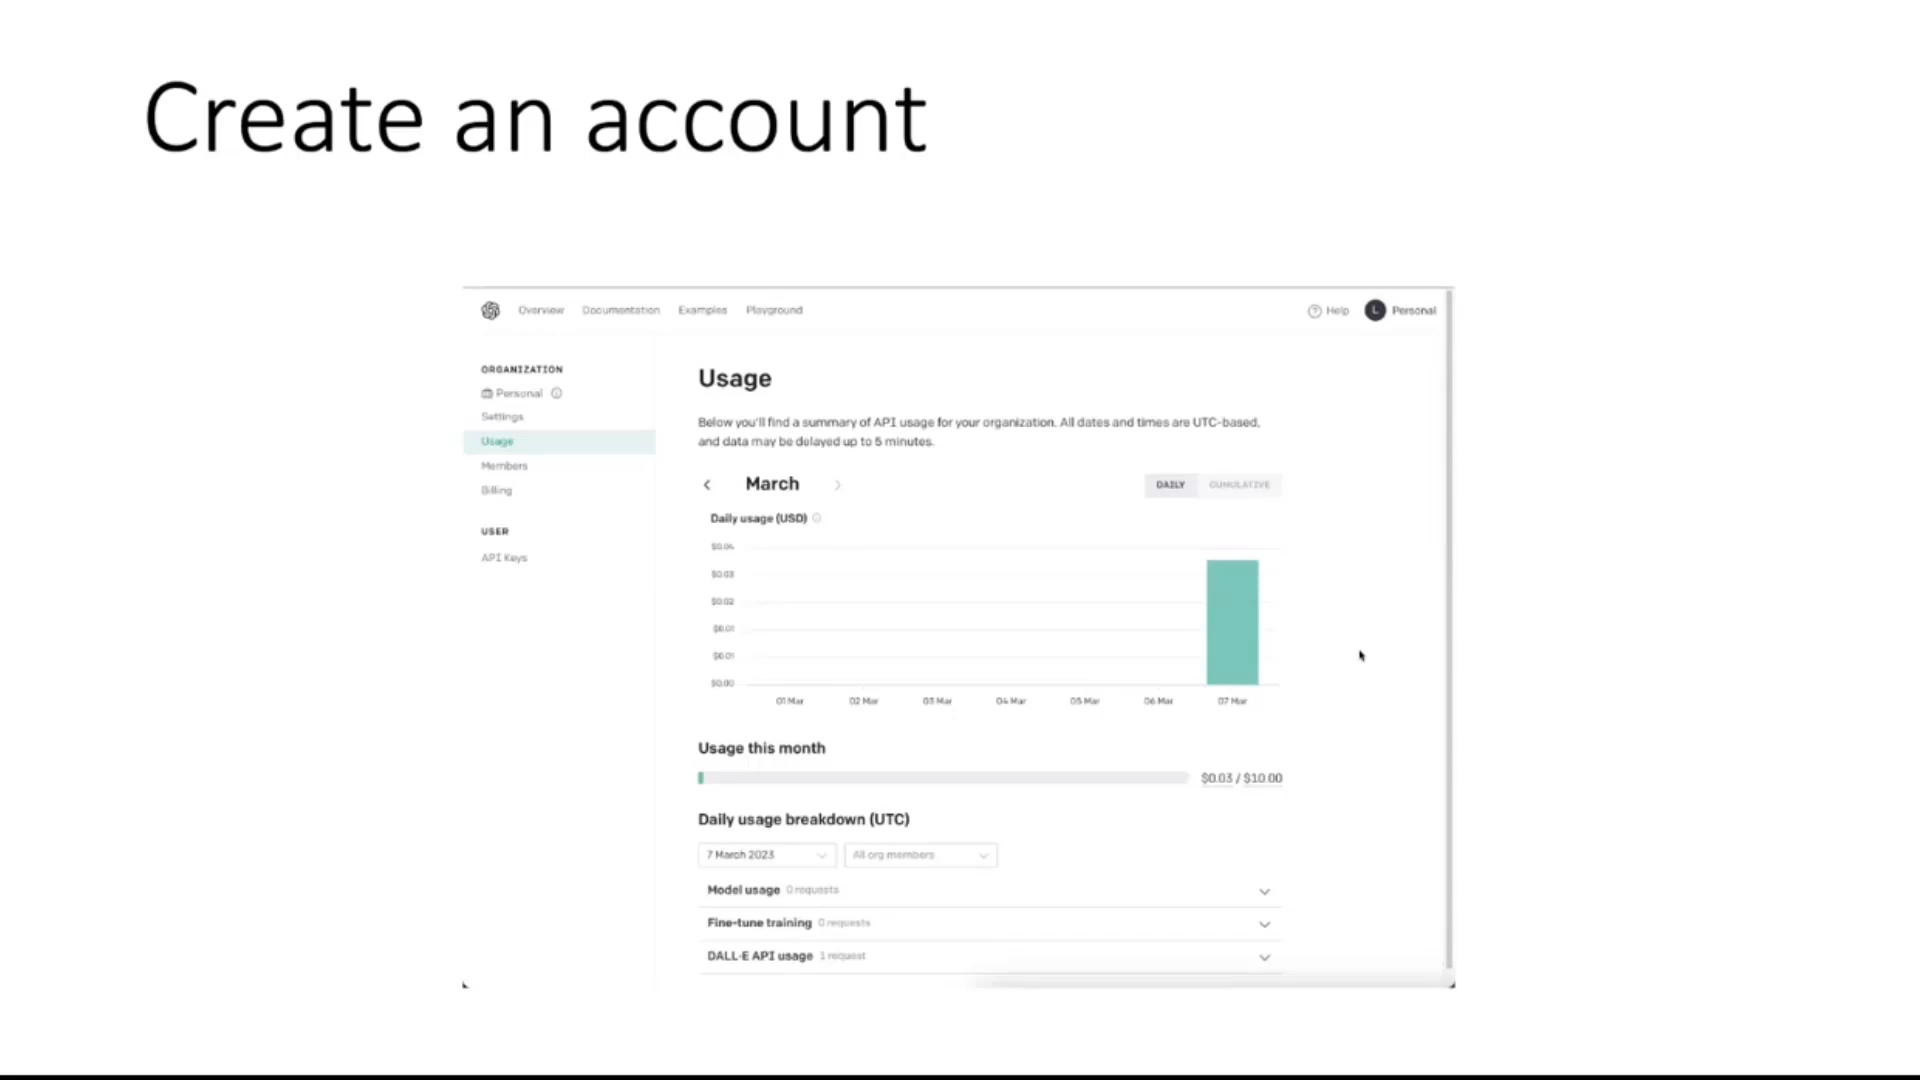 Create an account
Overview Documentation Examples Playground
Help L Personal
ORGANIZATION
Personal
Settings
Usage
Members
Billing
USER
API Keys
Usage
Below you'll find a summary of API usage for your organization. All dates and times are UTC-based,
and data may be delayed up to 5 minutes.
March
DAILY CUMULATIVE
Daily usage (USD)
$0.04
$0.03
$0.02
$0.01
$0.01
$0.00
01 Mar 02 Mar 03 Mar 04 Mar 05 Mar 06 Mar 07 Mar
Usage this month
$0.03 / $10.00
Daily usage breakdown (UTC)
7 March 2023 All org members
Model usage 0 requests
Fine-tune training 0 requests
DALL·E API usage 1 request